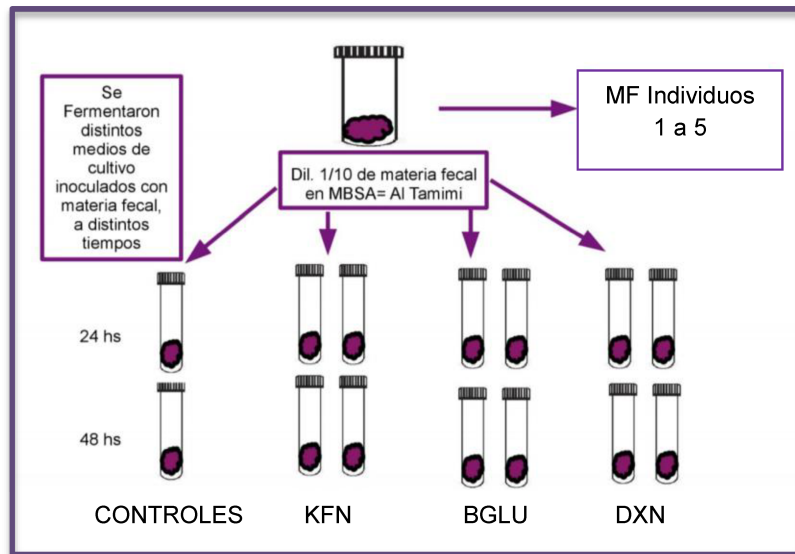 Se
Fermentaron
distintos
medios de
cultivo
inoculados con
materia fecal,
a distintos
tiempos
MF Individuos
1 a 5
Dil. 1/10 de materia fecal
en MBSA= Al Tamimi
24 hs
48 hs
CONTROLES KFN BGLU DXN